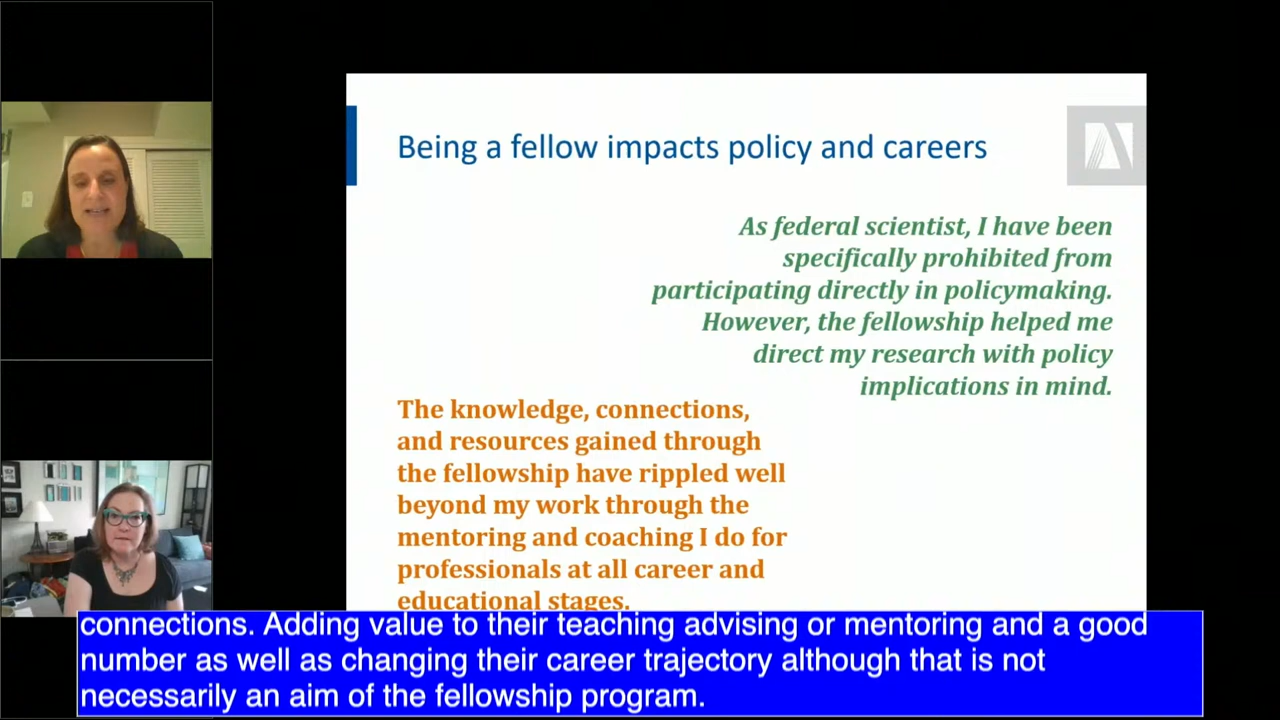 Being a fellow impacts policy and careers
As federal scientist, I have been
specifically prohibited from
participating directly in policymaking.
However, the fellowship helped me
direct my research with policy
implications in mind.
The knowledge, connections,
and resources gained through
the fellowship have rippled well
beyond my work through the
mentoring and coaching I do for
professionals at all career and
educational stages.
connections. Adding value to their teaching advising or mentoring and a good
number as well as changing their career trajectory although that is not
necessarily an aim of the fellowship program.